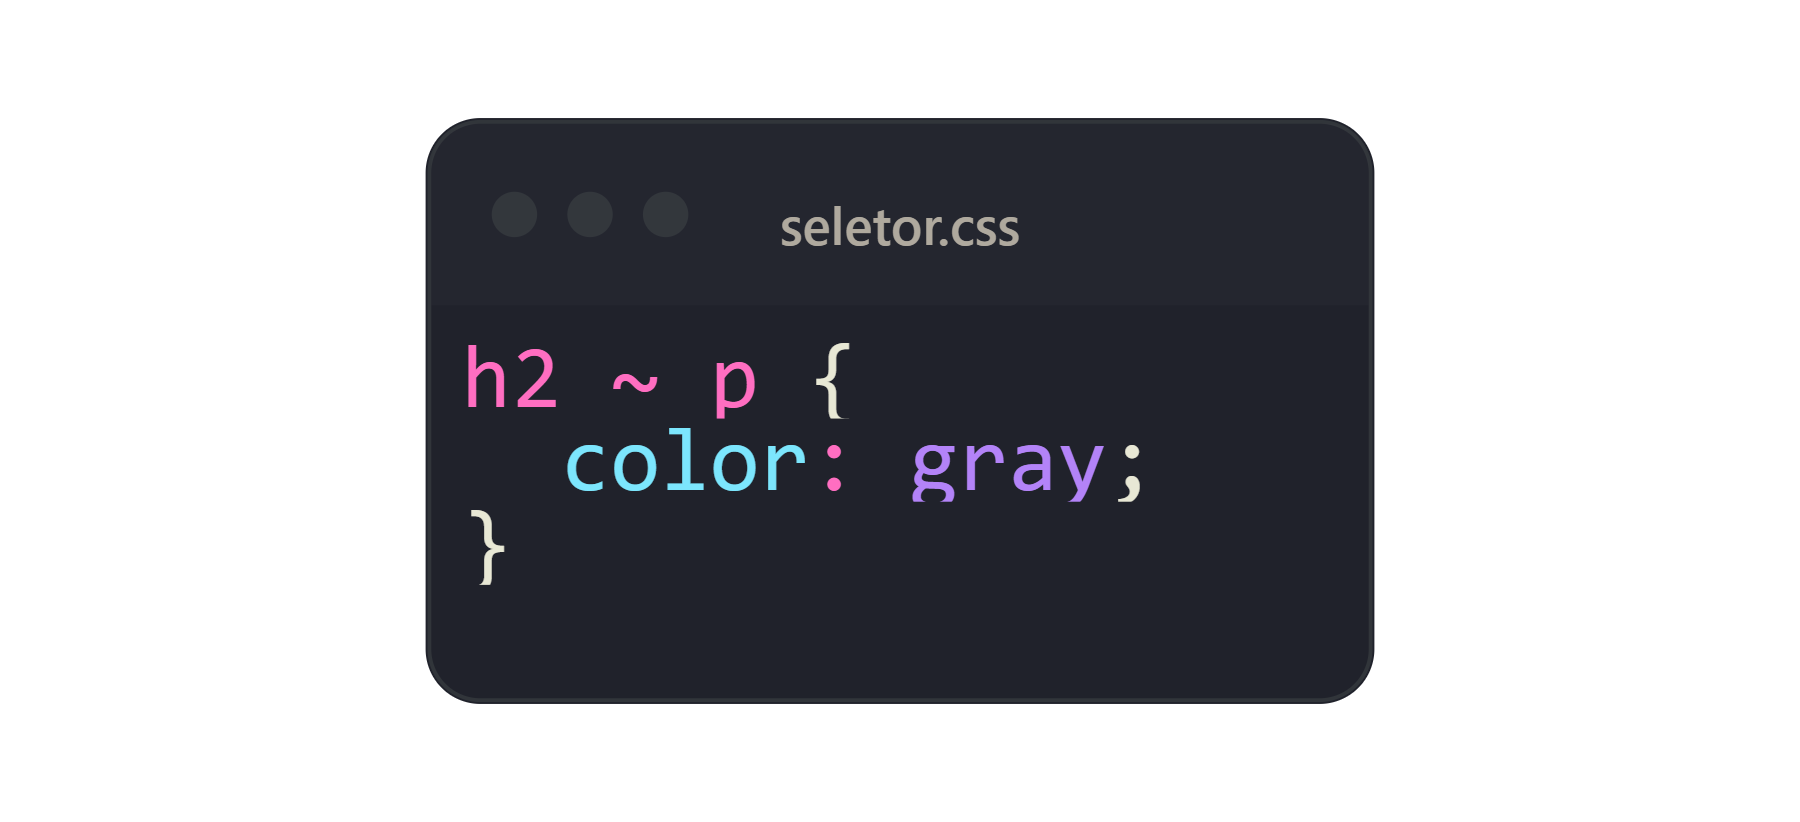 seletor.css
h2 ~ p {
  color: gray;
}